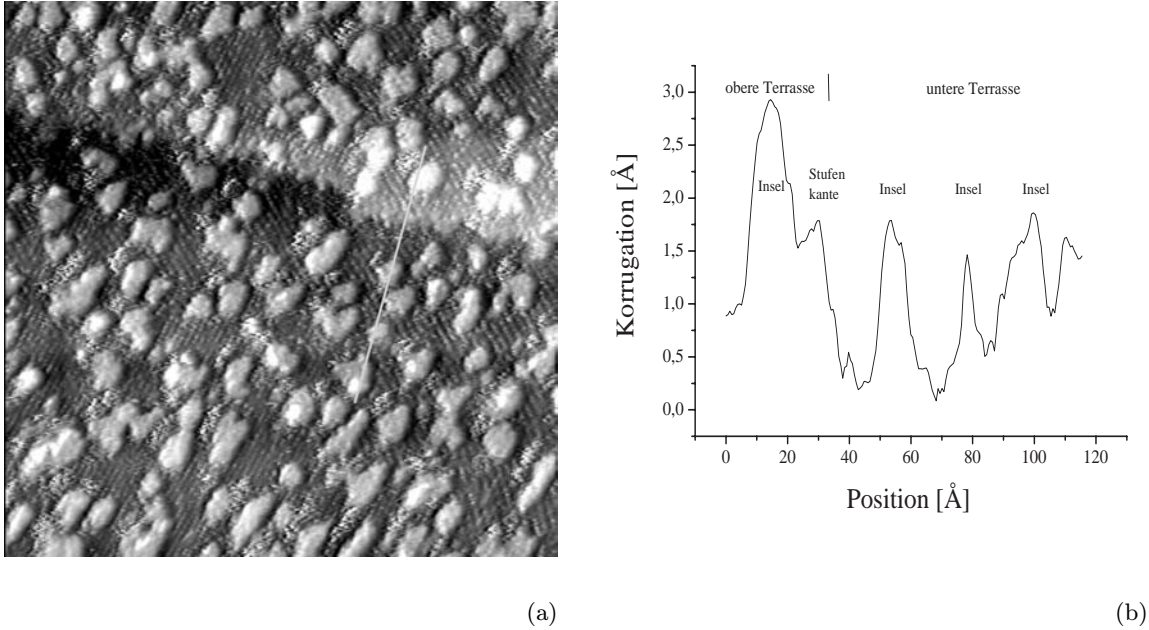 obere Terrasse
untere Terrasse
3,0
2,5
2,0
1,5
1,0
0,5
0,0
Korrugation [Å]
Insel
Stufen
kante
Insel
Insel
Insel
0
20
40
60
80
100
120
Position [Å]
(a)
(b)